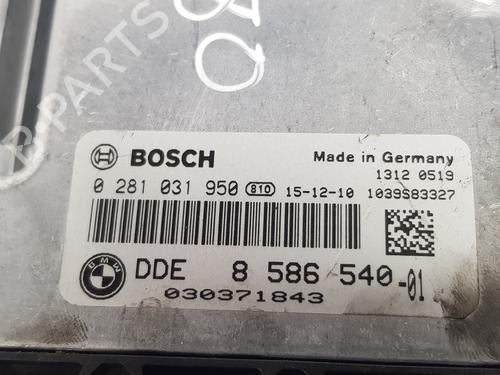 B-PARTS
BOSCH
Made in Germany
1312 0519
0 281 031 950 810 15-12-10 1039S83327
BMW DDE 8 586 540-01
030371843